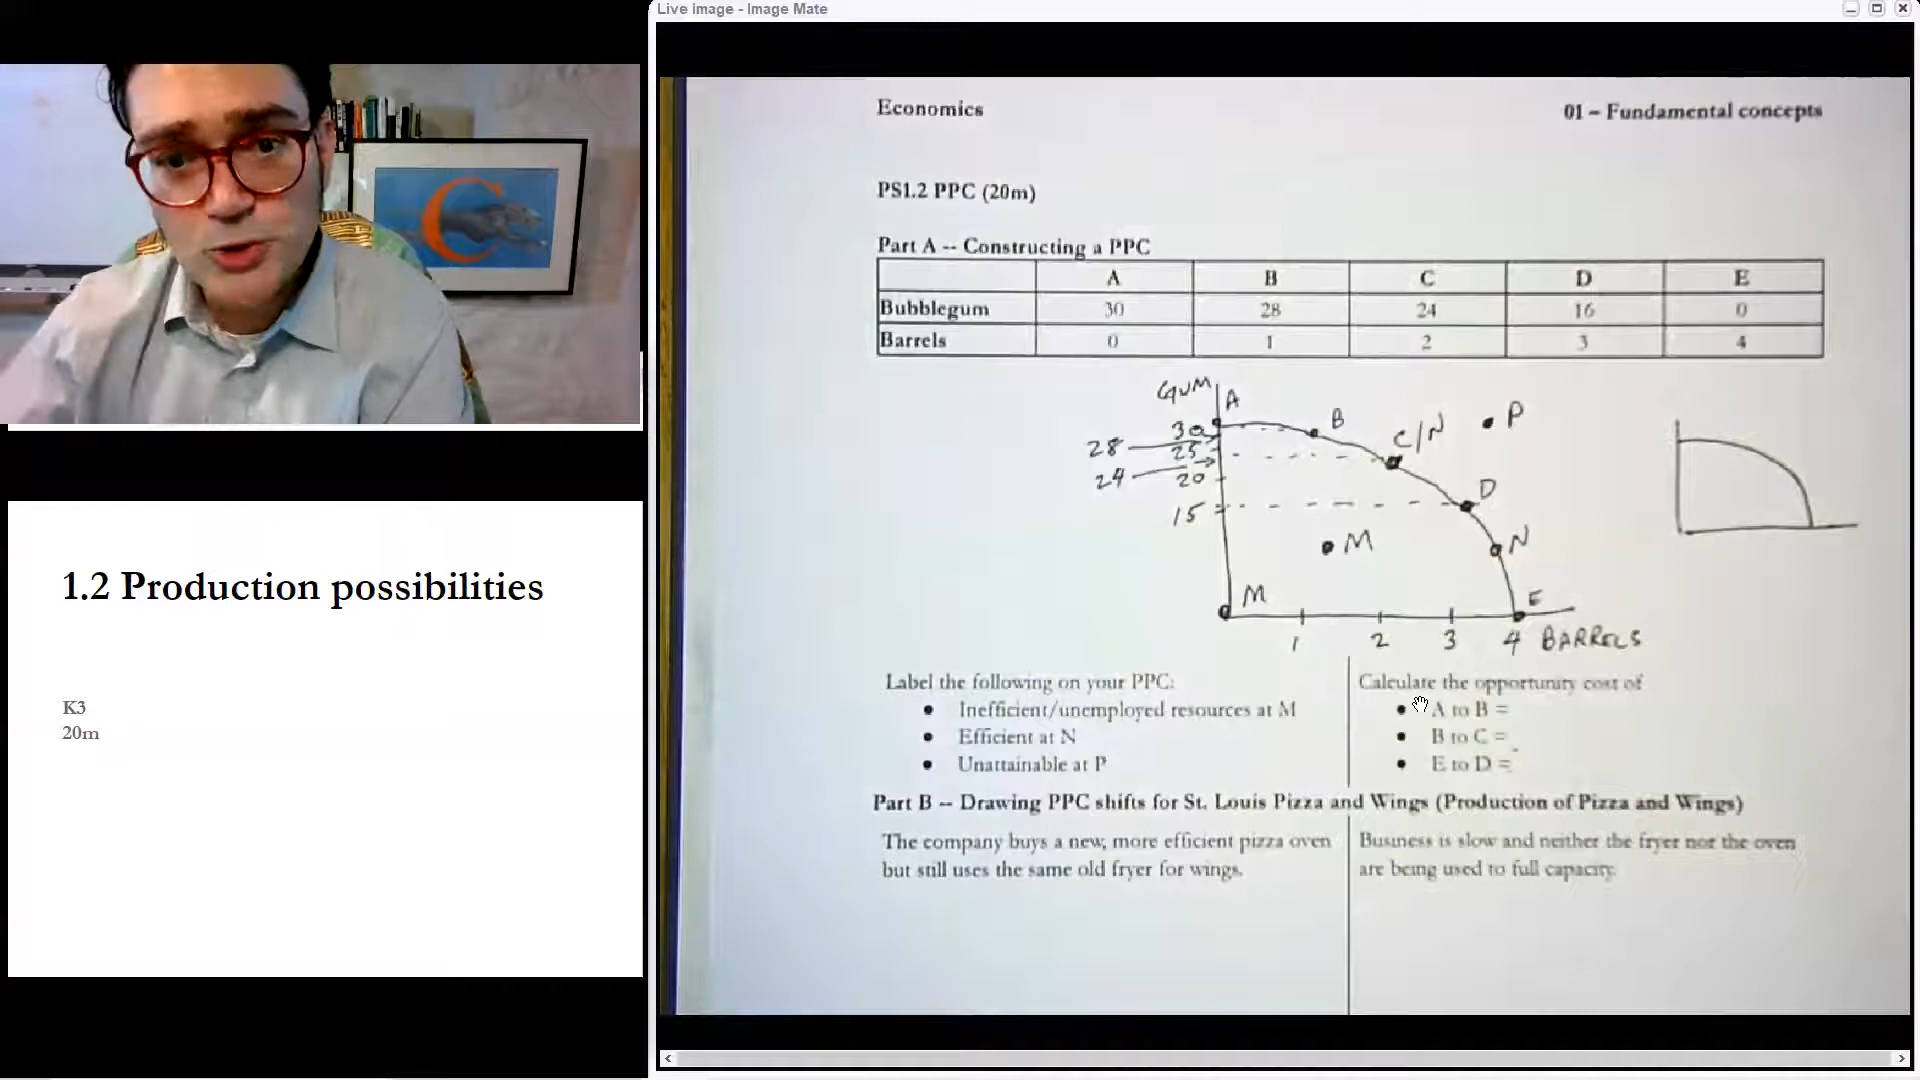 Live image - Image Mate
Economics
01 – Fundamental concepts
PS1.2 PPC (20m)
Part A -- Constructing a PPC
A B C D E
Bubblegum 30 28 24 16 0
Barrels 0 1 2 3 4
GUM
A
30
B
C/N
P
28
25
24
20
D
15
M
N
M
E
1 2 3 4 BARRELS
Label the following on your PPC:
• Inefficient/unemployed resources at M
• Efficient at N
• Unattainable at P
Calculate the opportunity cost of
• A to B =
• B to C =
• E to D =
Part B -- Drawing PPC shifts for St. Louis Pizza and Wings (Production of Pizza and Wings)
The company buys a new, more efficient pizza oven
but still uses the same old fryer for wings.
Business is slow and neither the fryer nor the oven
are being used to full capacity.
C
1.2 Production possibilities
K3
20m